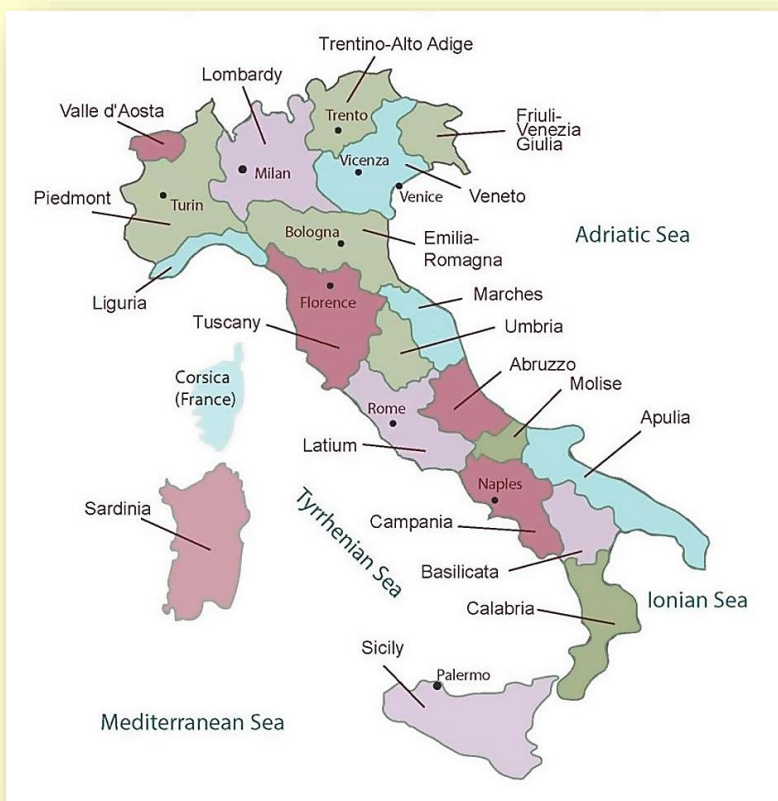 Trentino-Alto Adige
Lombardy
Valle d'Aosta
Trento
Friuli-
Venezia
Giulia
Vicenza
Milan
Venice
Veneto
Piedmont
Turin
Bologna
Emilia-
Romagna
Adriatic Sea
Liguria
Florence
Marches
Tuscany
Umbria
Abruzzo
Corsica
(France)
Molise
Rome
Apulia
Latium
Naples
Sardinia
Tyrrhenian Sea
Campania
Basilicata
Ionian Sea
Calabria
Sicily
Palermo
Mediterranean Sea